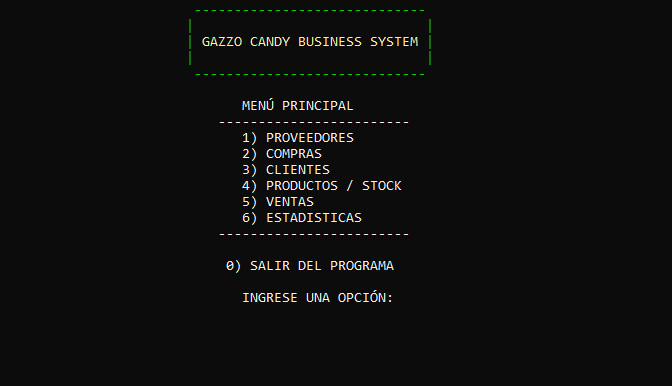 -----------------------------
| |
| GAZZO CANDY BUSINESS SYSTEM |
| |
-----------------------------
MENÚ PRINCIPAL
------------------------
1) PROVEEDORES
2) COMPRAS
3) CLIENTES
4) PRODUCTOS / STOCK
5) VENTAS
6) ESTADISTICAS
------------------------
0) SALIR DEL PROGRAMA
INGRESE UNA OPCIÓN: